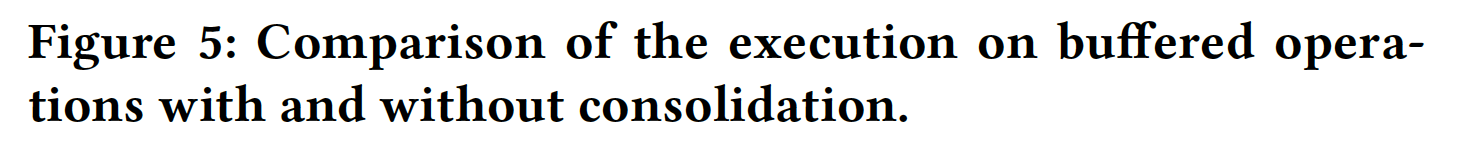 Figure 5: Comparison of the execution on buffered opera-
tions with and without consolidation.